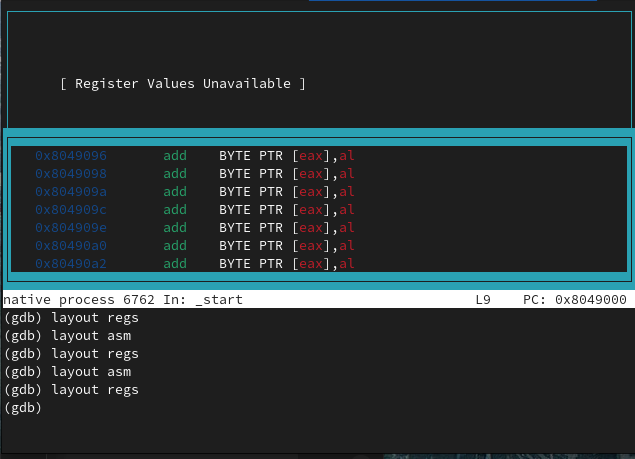 [ Register Values Unavailable ]
0x8049096 add BYTE PTR [eax],al
0x8049098 add BYTE PTR [eax],al
0x804909a add BYTE PTR [eax],al
0x804909c add BYTE PTR [eax],al
0x804909e add BYTE PTR [eax],al
0x80490a0 add BYTE PTR [eax],al
0x80490a2 add BYTE PTR [eax],al
native process 6762 In: _start L9 PC: 0x8049000
(gdb) layout regs
(gdb) layout asm
(gdb) layout regs
(gdb) layout asm
(gdb) layout regs
(gdb)